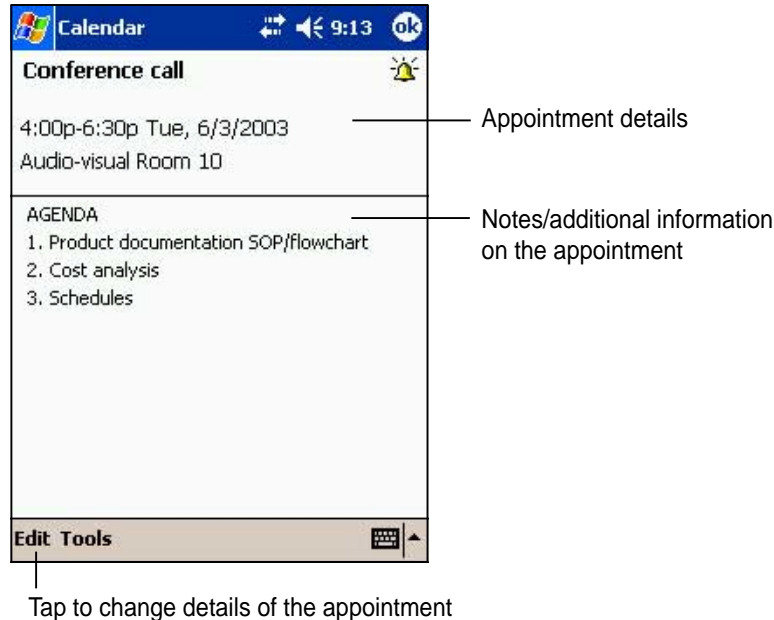 Calendar 9:13 ok
Conference call
4:00p-6:30p Tue, 6/3/2003
Audio-visual Room 10
Appointment details
AGENDA
1. Product documentation SOP/flowchart
2. Cost analysis
3. Schedules
Notes/additional information
on the appointment
Edit Tools
Tap to change details of the appointment